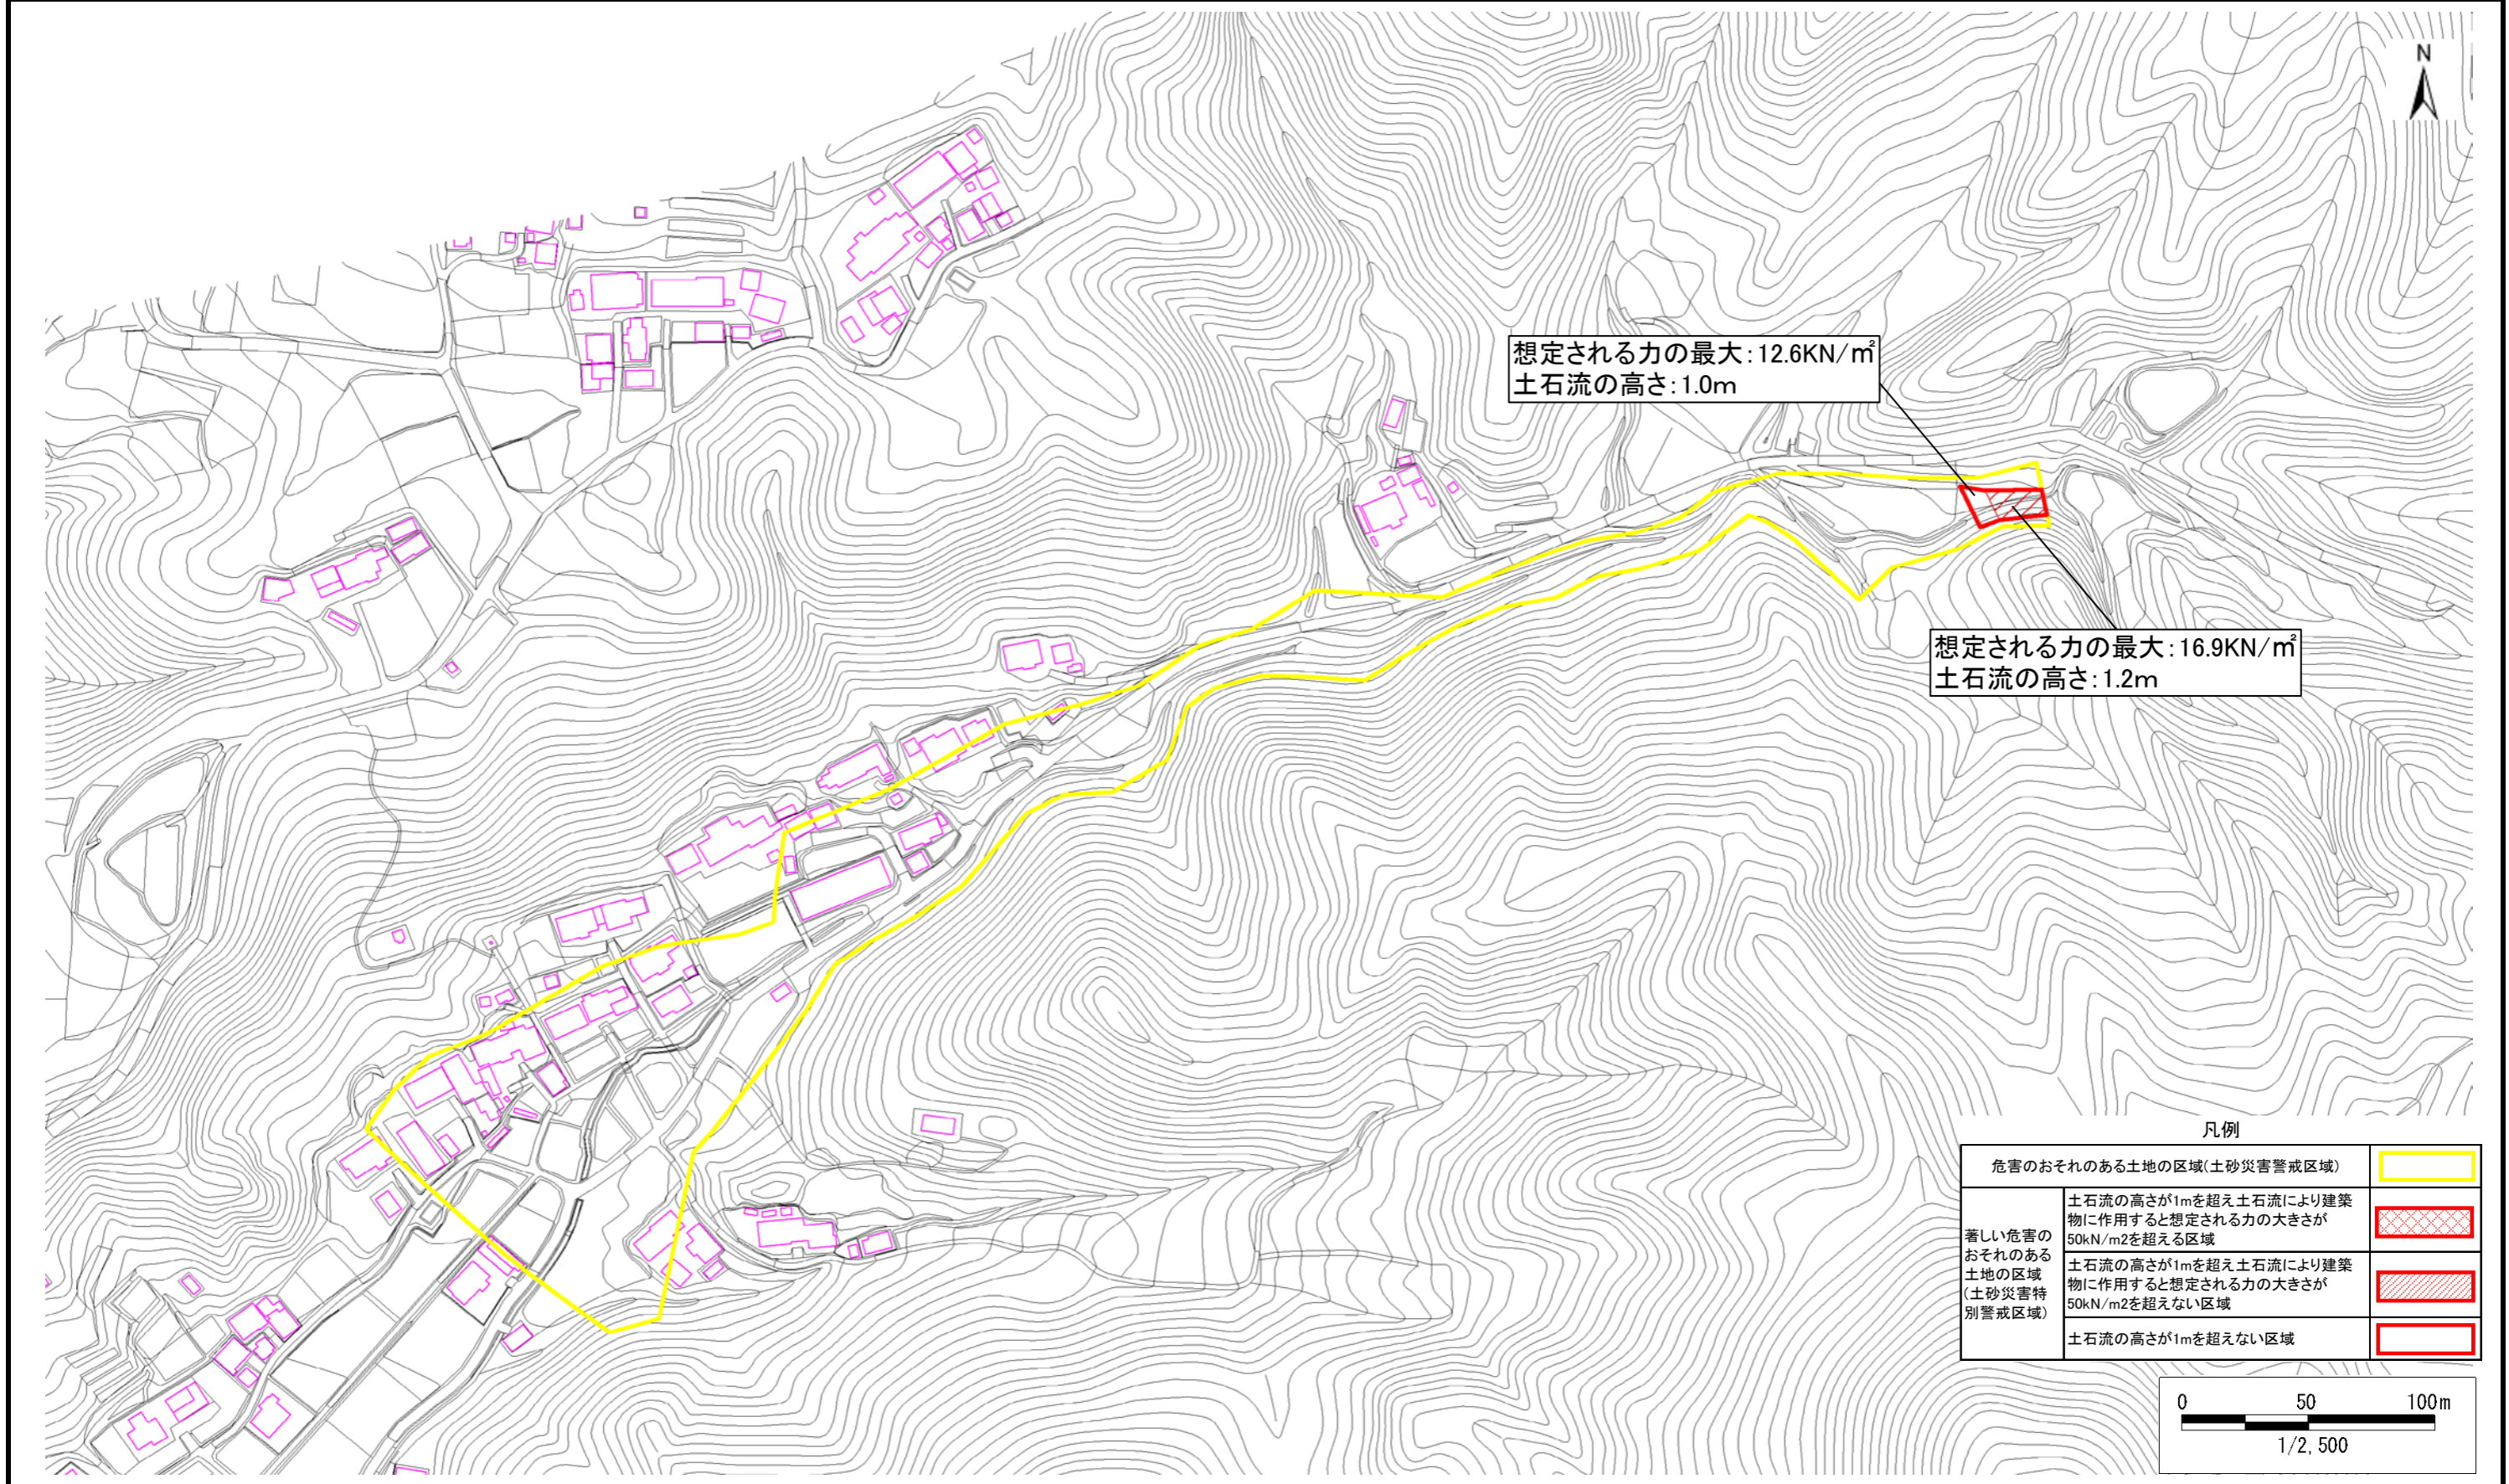 N
想定される力の最大:12.6KN/㎡
土石流の高さ:1.0m
想定される力の最大:16.9KN/㎡
土石流の高さ:1.2m
凡例
危害のおそれのある土地の区域(土砂災害警戒区域)
著しい危害の
おそれのある
土地の区域
(土砂災害特
別警戒区域)
土石流の高さが1mを超え土石流により建築
物に作用すると想定される力の大きさが
50kN/m2を超える区域
土石流の高さが1mを超え土石流により建築
物に作用すると想定される力の大きさが
50kN/m2を超えない区域
土石流の高さが1mを超えない区域
0 50 100m
1/2,500